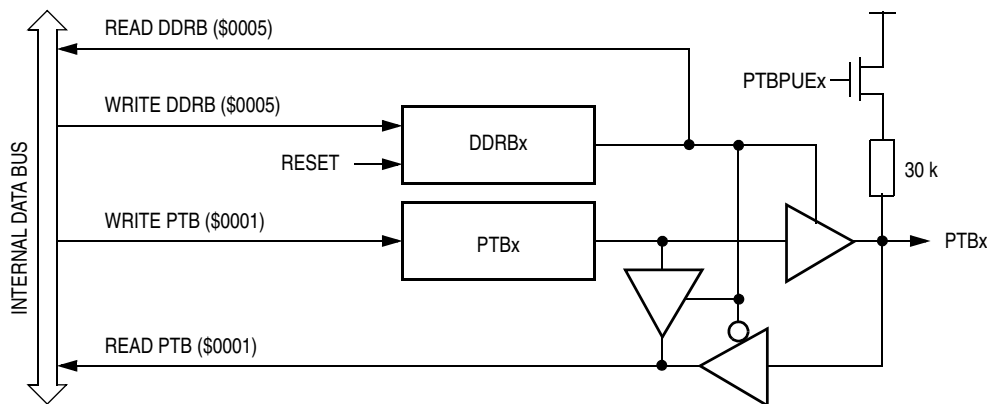 READ DDRB ($0005)
PTBPUEx
WRITE DDRB ($0005)
DDRBx
RESET
30 k
WRITE PTB ($0001)
PTBx
PTBx
INTERNAL DATA BUS
READ PTB ($0001)